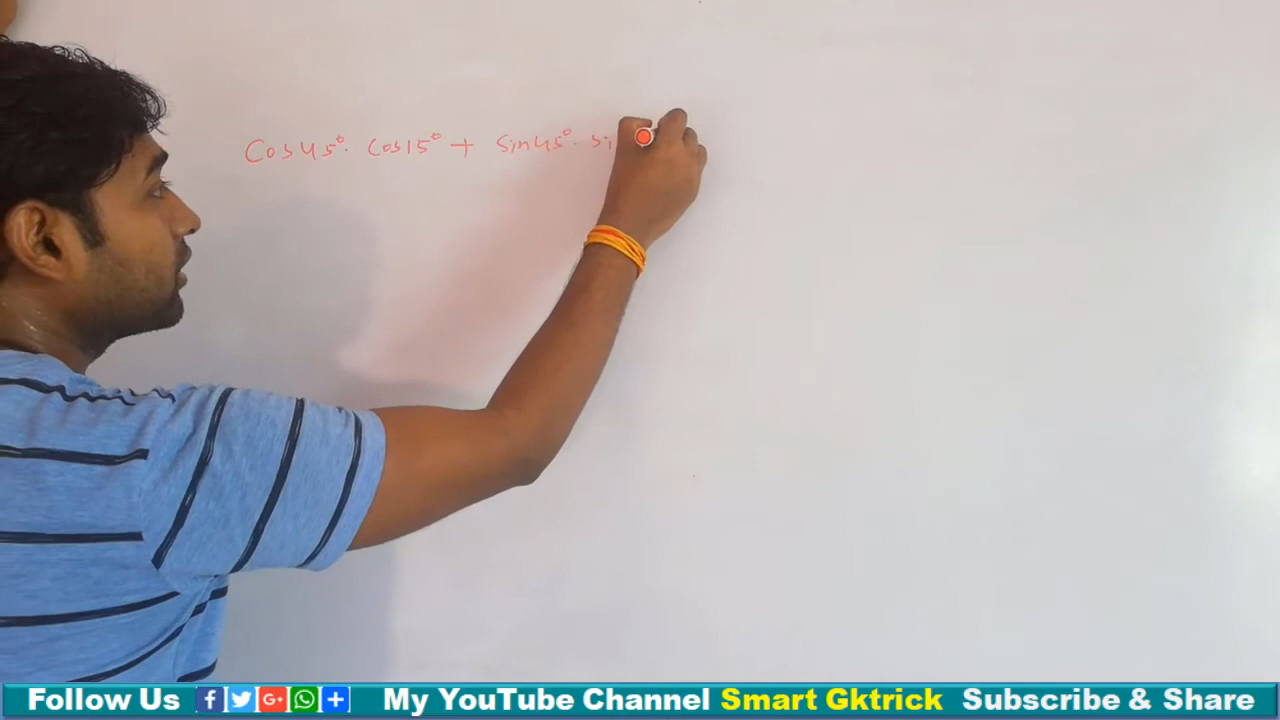 Cos45°. Cos15° + Sin45°. Si
Follow Us f G+ + My YouTube Channel Smart Gktrick Subscribe & Share